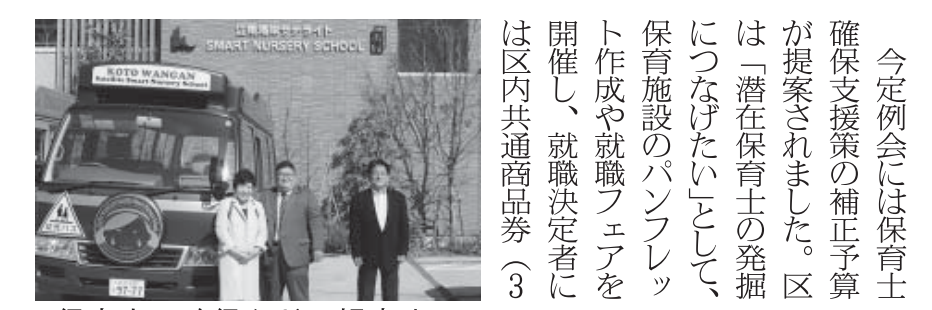 今定例会には保育士
確保支援策の補正予算
が提案されました。区
は「潜在保育士の発掘
につなげたい」として、
保育施設のパンフレッ
ト作成や就職フェアを
開催し、就職決定者に
は区内共通商品券（3
SMART NURSERY SCHOOL
KOTO WANGAN
Satellite Smart Nursery School